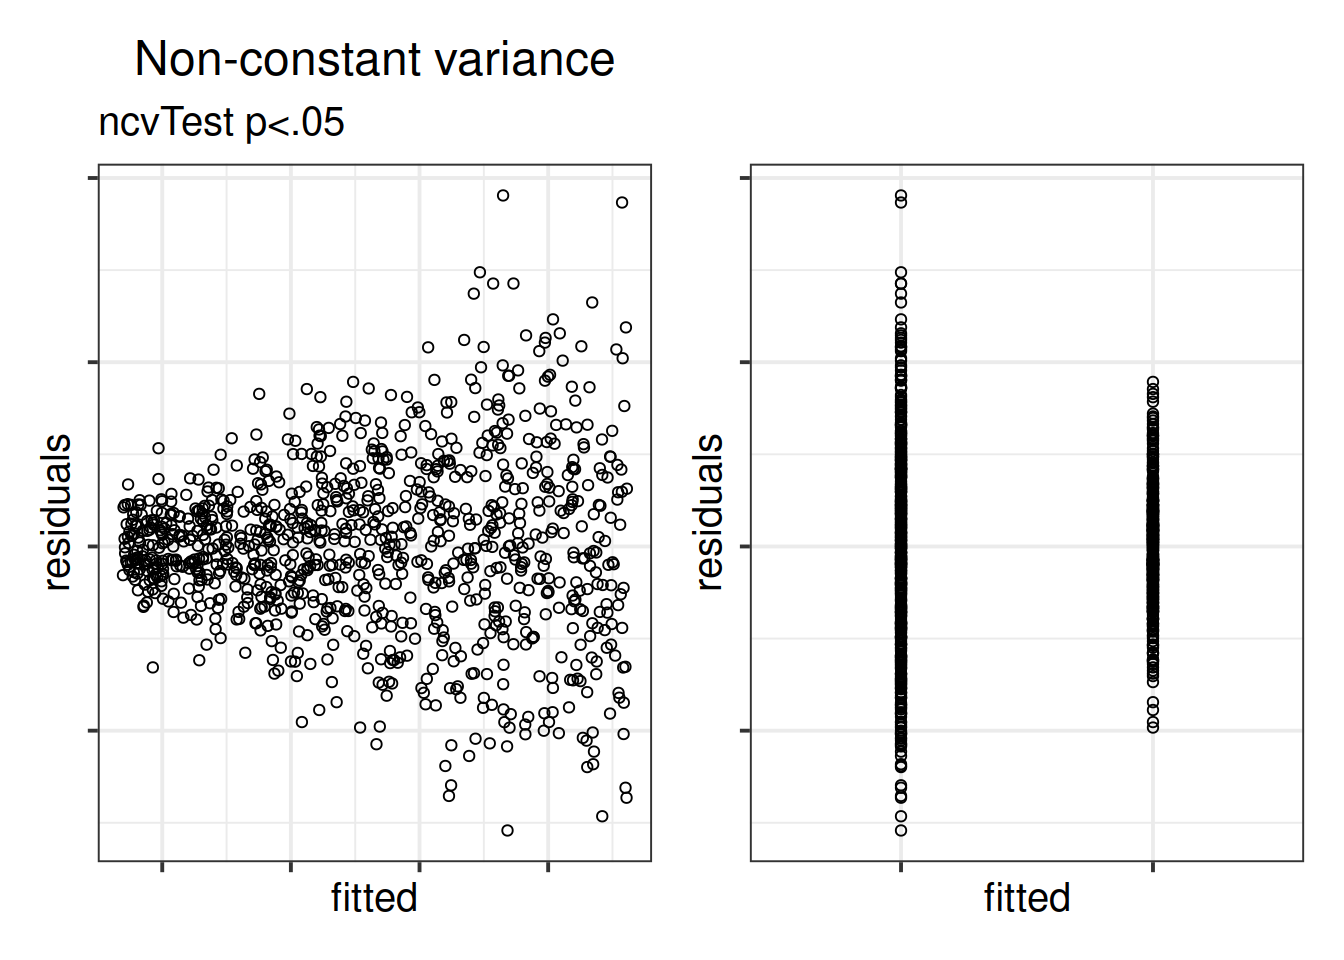 Non-constant variance
ncvTest p<.05
residuals
fitted
residuals
fitted